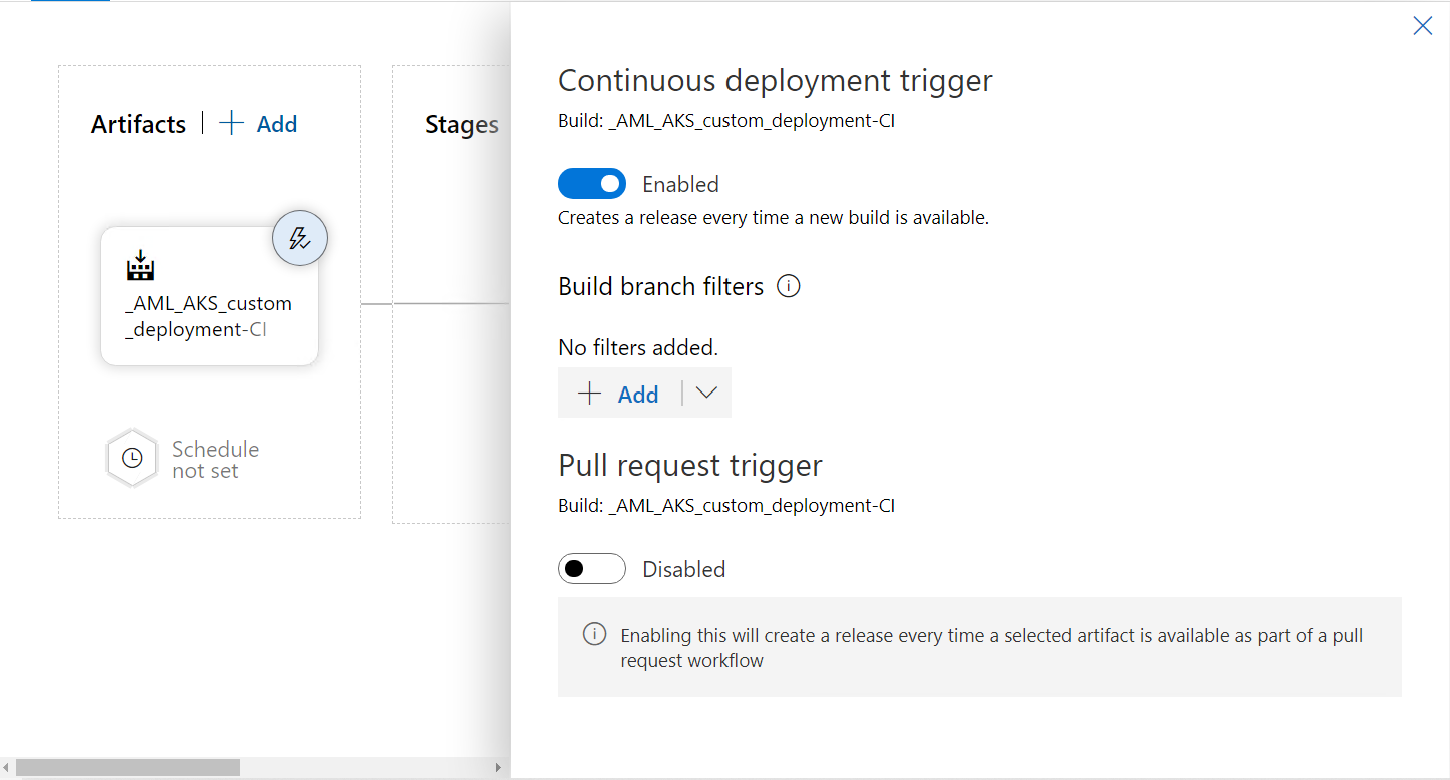 Artifacts
Add
_AML_AKS_custom
_deployment-CI
Schedule
not set
Stages
Continuous deployment trigger
Build: _AML_AKS_custom_deployment-CI
Enabled
Creates a release every time a new build is available.
Build branch filters
No filters added.
Add
Pull request trigger
Build: _AML_AKS_custom_deployment-CI
Disabled
Enabling this will create a release every time a selected artifact is available as part of a pull
request workflow